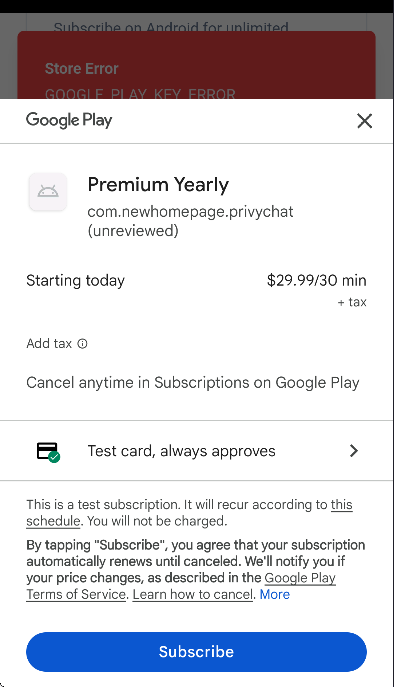 Subscribe on Android for unlimited
Store Error
GOOGLE_PLAY_KEY_ERROR
Google Play
Premium Yearly
com.newhomepage.privychat
(unreviewed)
Starting today
$29.99/30 min
+ tax
Add tax
Cancel anytime in Subscriptions on Google Play
Test card, always approves
This is a test subscription. It will recur according to this
schedule. You will not be charged.
By tapping "Subscribe", you agree that your subscription
automatically renews until canceled. We'll notify you if
your price changes, as described in the Google Play
Terms of Service. Learn how to cancel. More
Subscribe